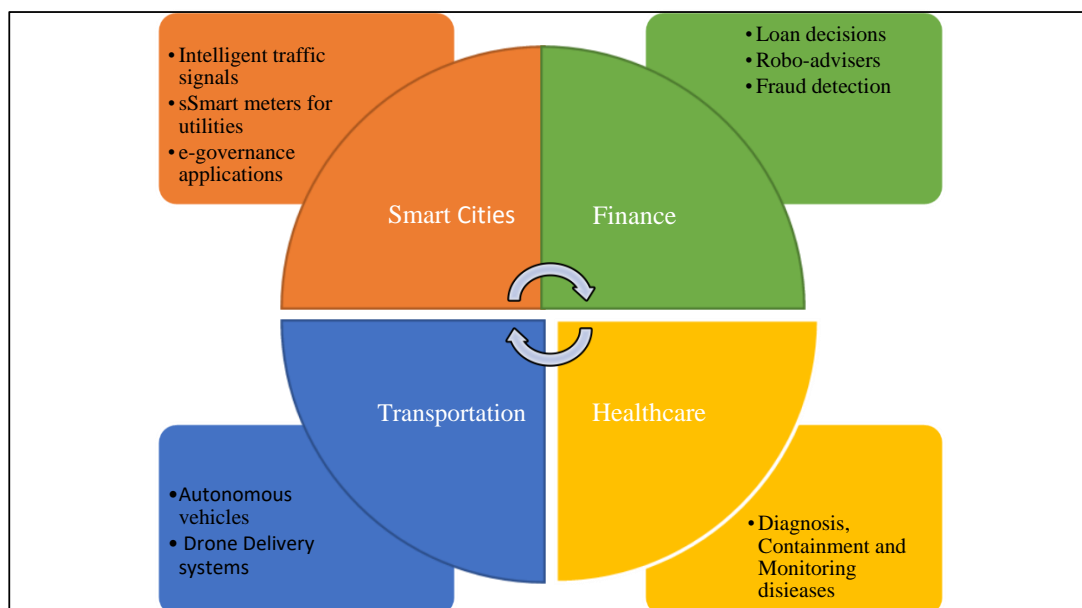 • Intelligent traffic
signals
• sSmart meters for
utilities
• e-governance
applications
• Loan decisions
• Robo-advisers
• Fraud detection
Smart Cities
Finance
Transportation
Healthcare
• Autonomous
vehicles
• Drone Delivery
systems
• Diagnosis,
Containment and
Monitoring
disieases